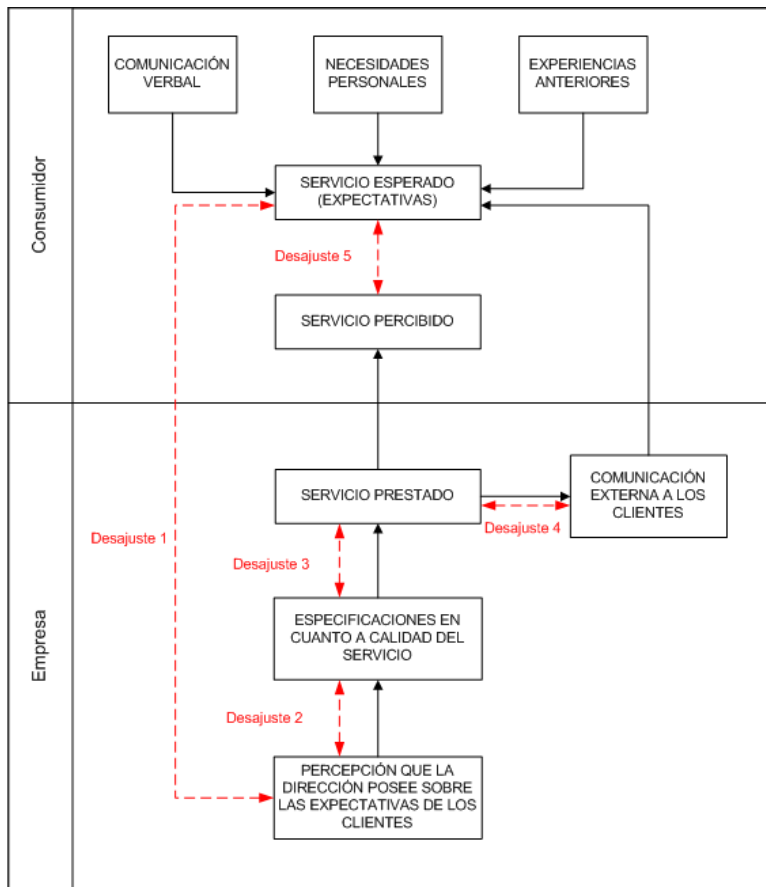 COMUNICACIÓN
VERBAL
NECESIDADES
PERSONALES
EXPERIENCIAS
ANTERIORES
Consumidor
SERVICIO ESPERADO
(EXPECTATIVAS)
Desajuste 5
SERVICIO PERCIBIDO
Empresa
SERVICIO PRESTADO
COMUNICACIÓN
EXTERNA A LOS
CLIENTES
Desajuste 4
Desajuste 1
Desajuste 3
ESPECIFICACIONES EN
CUANTO A CALIDAD DEL
SERVICIO
Desajuste 2
PERCEPCIÓN QUE LA
DIRECCIÓN POSEE SOBRE
LAS EXPECTATIVAS DE LOS
CLIENTES